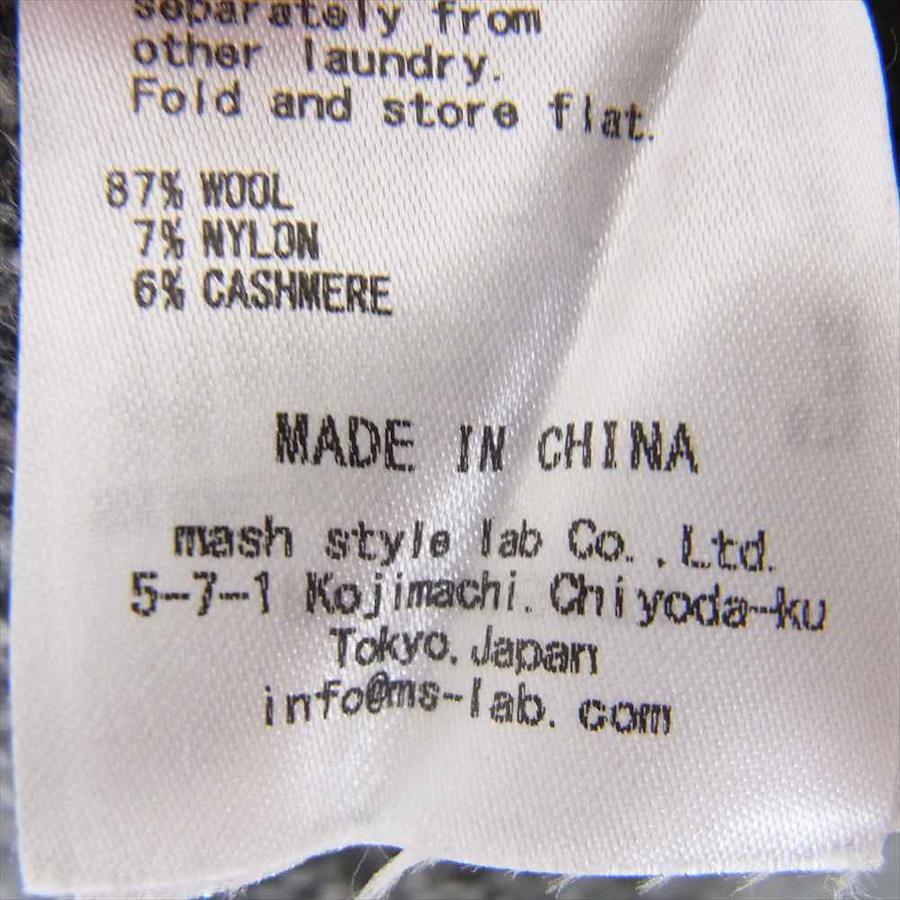 separately from
other laundry.
Fold and store flat.
87% WOOL
7% NYLON
6% CASHMERE
MADE IN CHINA
mash style lab Co.,Ltd.
5-7-1 Kojimachi.Chiyoda-ku
Tokyo.Japan
info@ms-lab.com